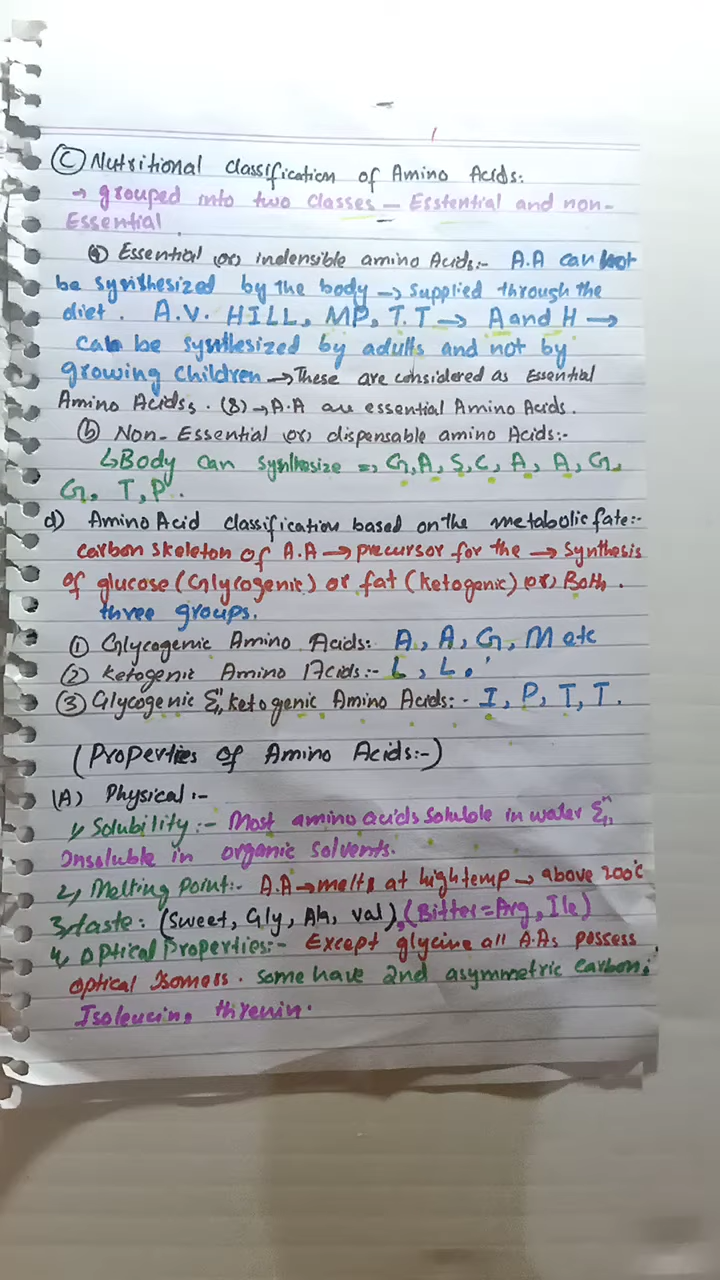 (C) Nutritional classification of Amino Acids:
→ grouped into two classes - Esstential and non-
Essential
(a) Essential (or) indensible amino Acids:- A.A can not
be synthesized by the body → supplied through the
diet. A.V. HILL, MP, T.T → A and H →
can be synthesized by adults and not by
growing children → These are considered as Essential
Amino Acids. (8) → A.A are essential Amino Acids.
(b) Non-Essential (or) dispensable amino Acids:-
↳ Body can synthesize => G, A, S, C, A, A, G,
G, T, P.
d) Amino Acid classification based on the metabolic fate:-
carbon skeleton of A.A → precursor for the → synthesis
of glucose (Glycogenic) or fat (ketogenic) (or) Both.
three groups.
(1) Glycogenic Amino Acids: A, A, G, M etc
(2) Ketogenic Amino Acids:- L, L.
(3) Glycogenic & ketogenic Amino Acids:- I, P, T, T.
(Properties of Amino Acids:-)
(A) Physical:-
1) Solubility:- Most amino acids soluble in water &
Insoluble in organic solvents.
2) Melting Point:- A.A → melts at high temp → above 200°C
3) taste: (Sweet, Gly, Ala, Val), (Bitter = Arg, Ile)
4) Optical Properties:- Except glycine all A.As possess
optical Isomers. some have 2nd asymmetric carbon:
Isoleucin,